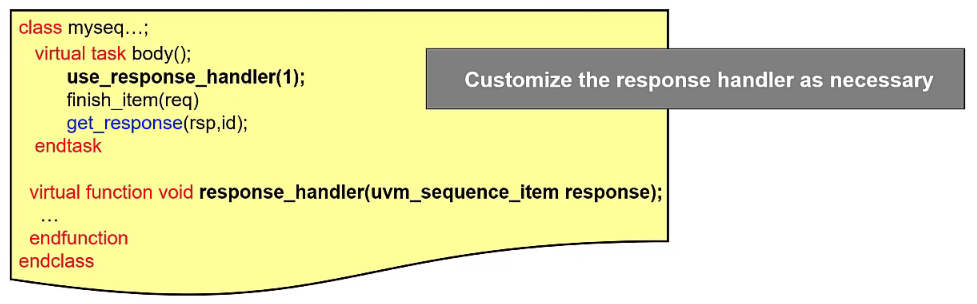 class myseq…;
virtual task body();
use_response_handler(1);
finish_item(req)
get_response(rsp,id);
endtask
virtual function void response_handler(uvm_sequence_item response);
…
endfunction
endclass
Customize the response handler as necessary